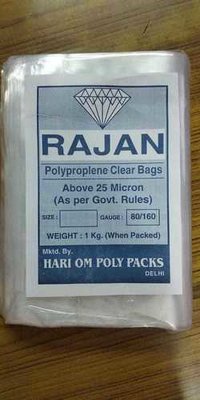 RAJAN
Polyproplene Clear Bags
Above 25 Micron
(As per Govt. Rules)
SIZE : GAUGE : 80/160
WEIGHT : 1 Kg. (When Packed)
Mktd. By.
HARI OM POLY PACKS
DELHI